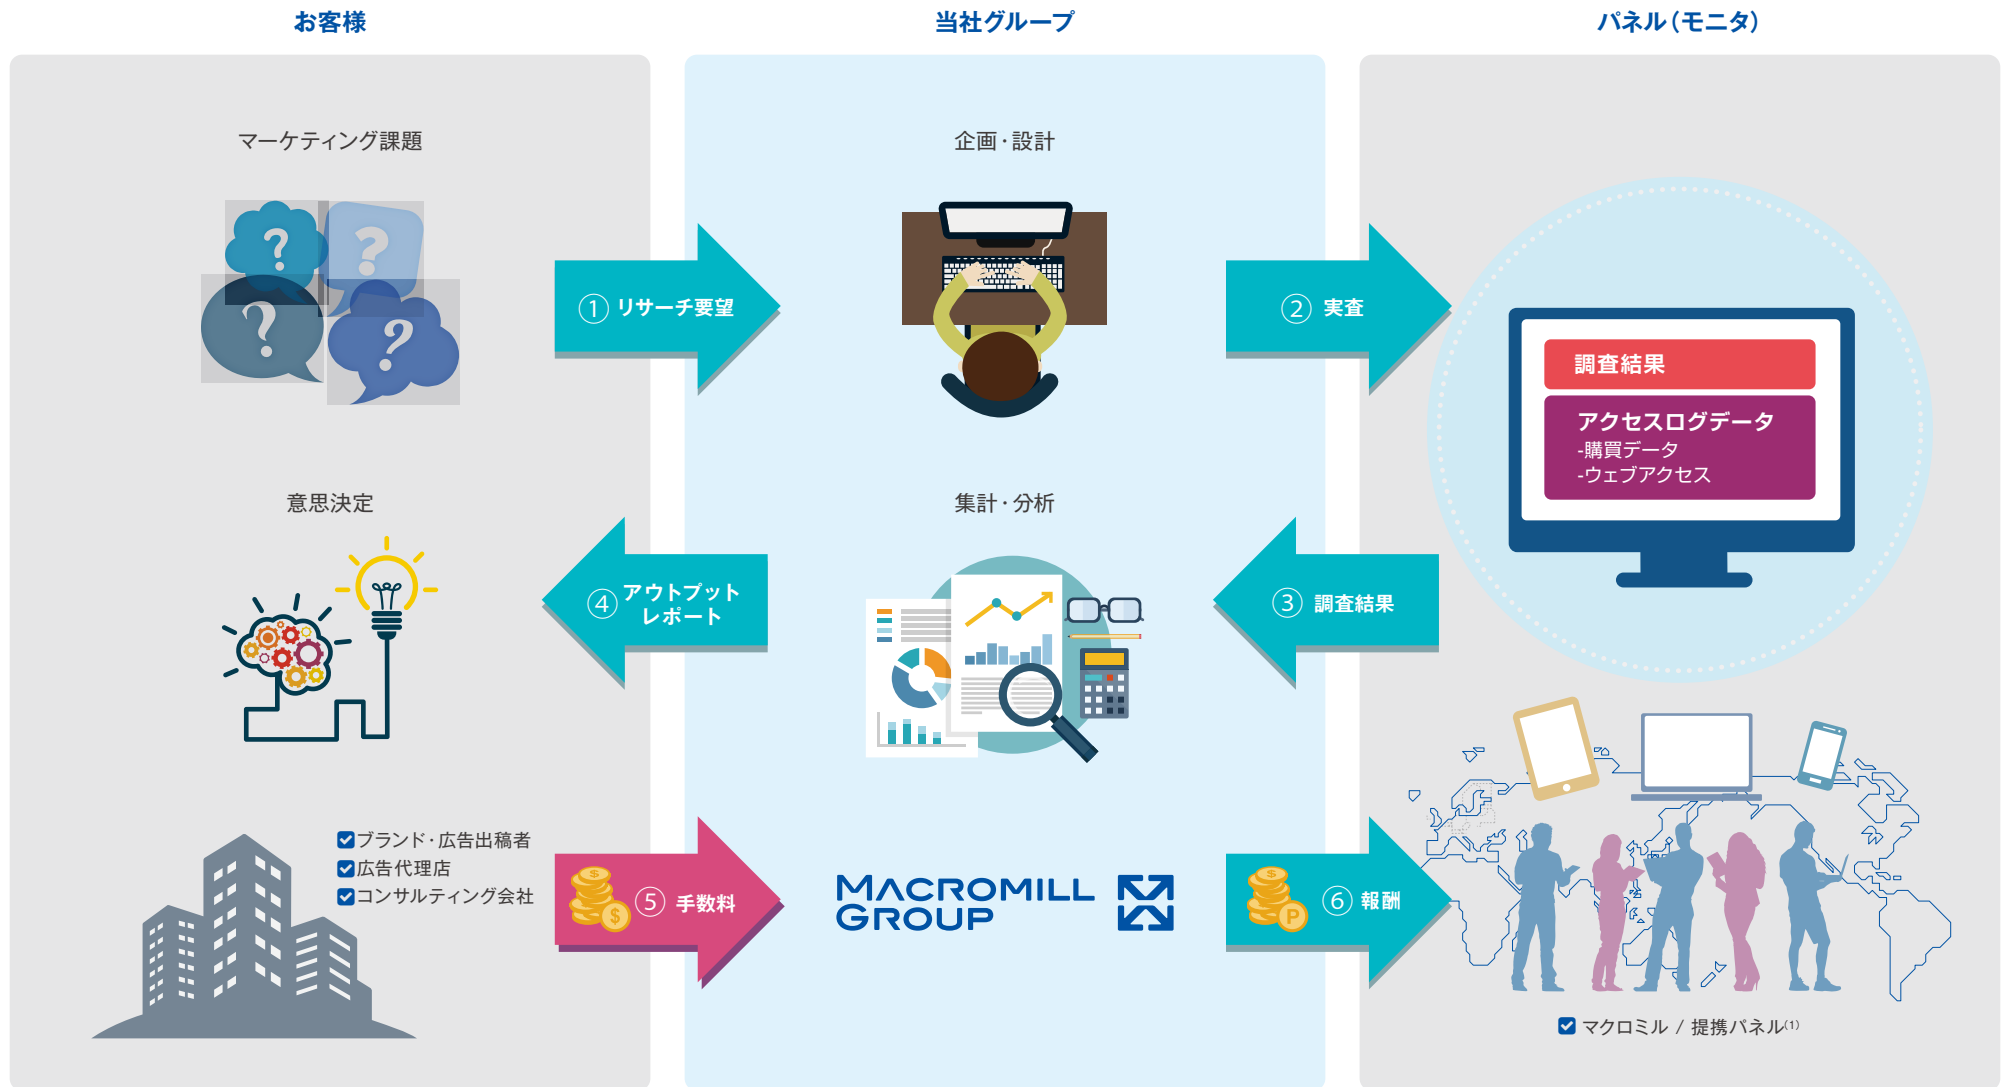 お客様
当社グループ
パネル（モニタ）
マーケティング課題
企画・設計
① リサーチ要望
② 実査
調査結果
アクセスログデータ
-購買データ
-ウェブアクセス
意思決定
集計・分析
④ アウトプット
レポート
③ 調査結果
ブランド・広告出稿者
広告代理店
コンサルティング会社
⑤ 手数料
MACROMILL
GROUP
⑥ 報酬
マクロミル / 提携パネル(1)